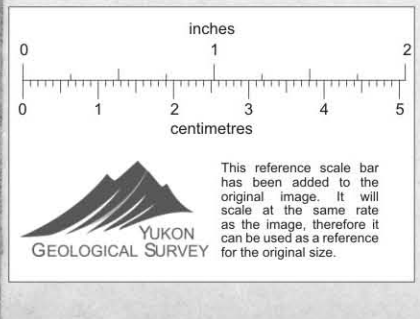 inches
0 1 2
0 1 2 3 4 5
centimetres
YUKON
GEOLOGICAL SURVEY
This reference scale bar
has been added to the
original image. It will
scale at the same rate
as the image, therefore it
can be used as a reference
for the original size.